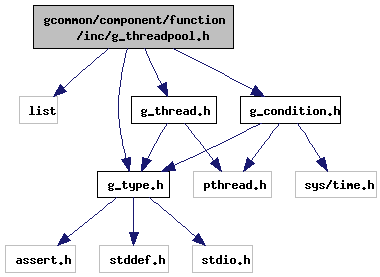 gcommon/component/function
/inc/g_threadpool.h
list
g_thread.h
g_condition.h
g_type.h
pthread.h
sys/time.h
assert.h
stddef.h
stdio.h